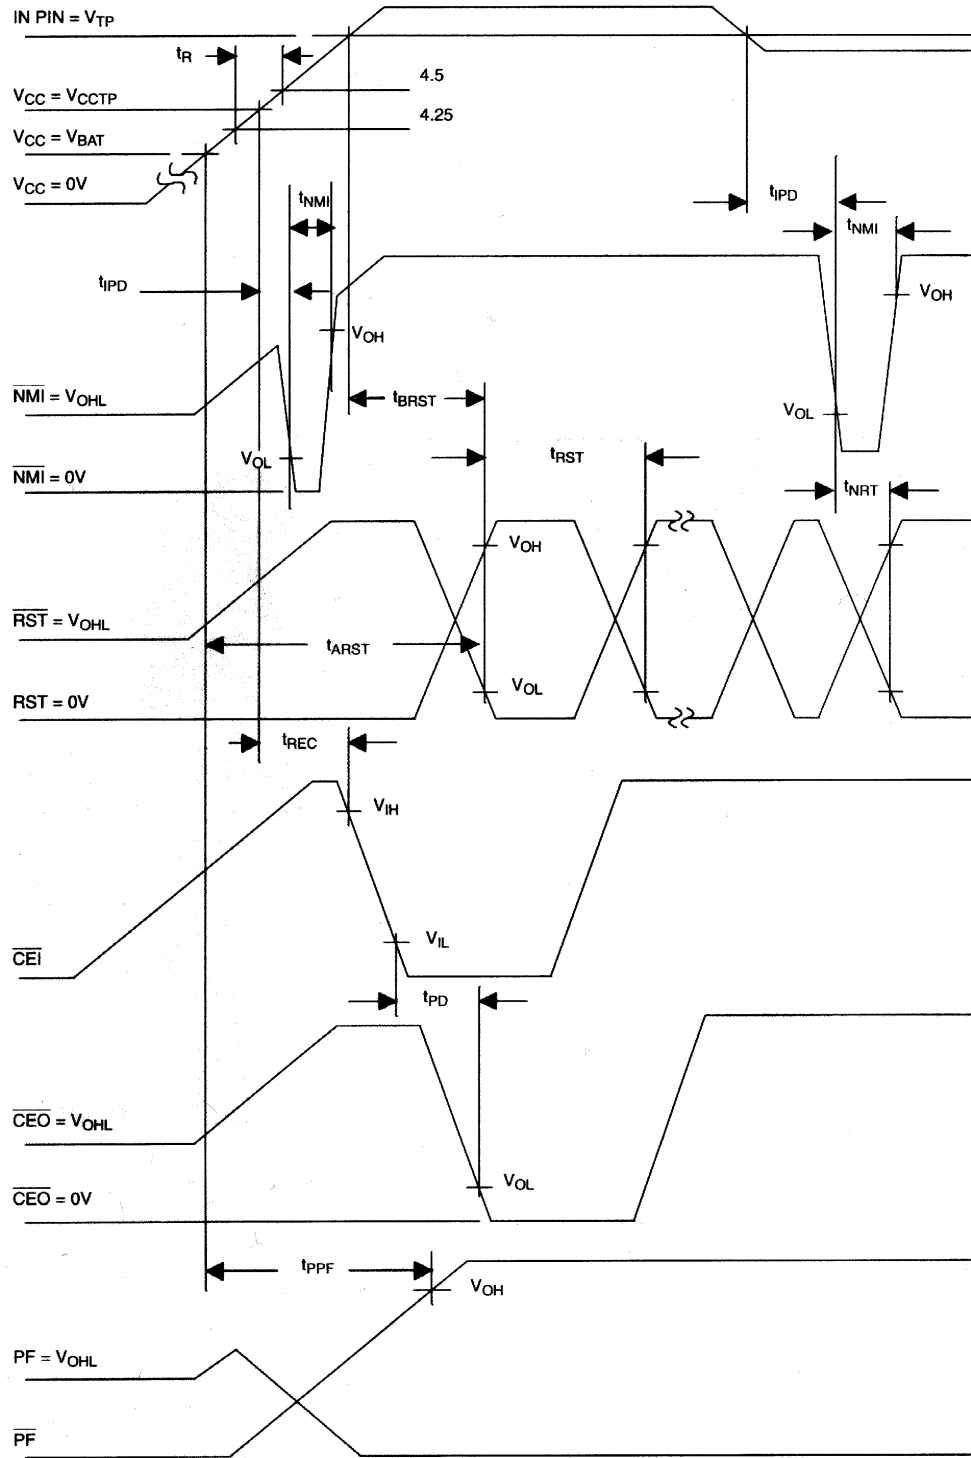 IN PIN = VTP
tR
4.5
VCC = VCCTP
4.25
VCC = VBAT
VCC = 0V
tNMI
tIPD
tNMI
tIPD
VOH
VOH
NMI = VOHL
tBRST
VOL
VOL
tRST
NMI = 0V
tNRT
VOH
RST = VOHL
tARST
VOL
RST = 0V
tREC
VIH
VIL
CEI
tPD
CEO = VOHL
VOL
CEO = 0V
tPPF
VOH
PF = VOHL
PF